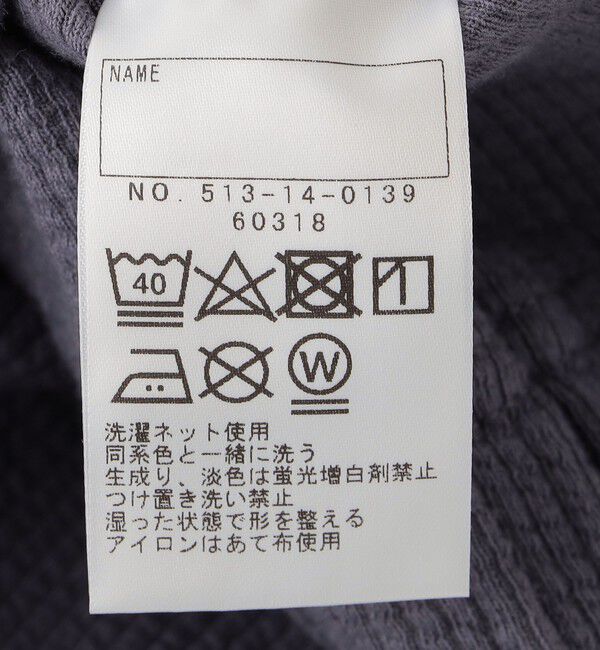 NAME
NO. 513-14-0139
60318
40
W
洗濯ネット使用
同系色と一緒に洗う
生成り、淡色は蛍光増白剤禁止
つけ置き洗い禁止
湿った状態で形を整える
アイロンはあて布使用